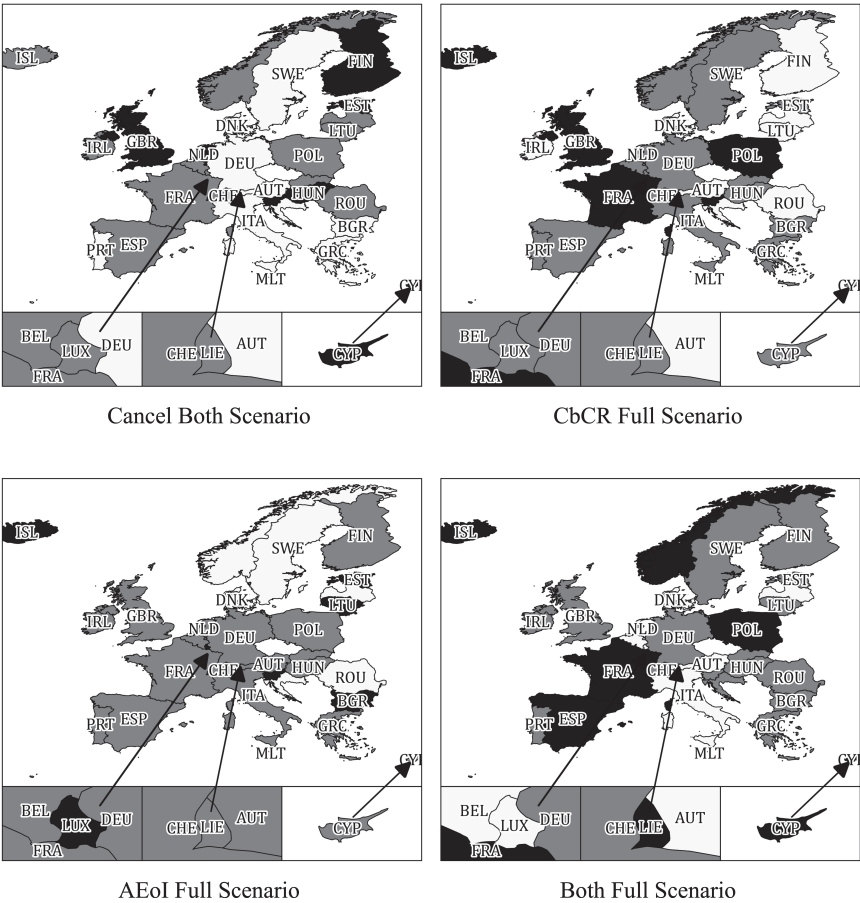 ISL
FIN
SWE
EST
DNK
LTU
IRL
GBR
NLD
DEU
POL
FRA
CHE
AUT
HUN
ROU
ITA
BGR
PRT
ESP
GRC
MLT
CYP
BEL
LUX
DEU
FRA
CHE
LIE
AUT
CYP
Cancel Both Scenario
ISL
FIN
SWE
EST
DNK
LTU
IRL
GBR
NLD
DEU
POL
FRA
CHE
AUT
HUN
ROU
ITA
BGR
PRT
ESP
GRC
MLT
CYP
BEL
LUX
DEU
FRA
CHE
LIE
AUT
CYP
CbCR Full Scenario
ISL
FIN
SWE
EST
DNK
LTU
IRL
GBR
NLD
DEU
POL
FRA
CHE
AUT
HUN
ROU
ITA
BGR
PRT
ESP
GRC
MLT
CYP
BEL
LUX
DEU
FRA
CHE
LIE
AUT
CYP
AEoI Full Scenario
ISL
FIN
SWE
EST
DNK
LTU
IRL
GBR
NLD
DEU
POL
FRA
CHE
AUT
HUN
ROU
ITA
BGR
PRT
ESP
GRC
MLT
CYP
BEL
LUX
DEU
FRA
CHE
LIE
AUT
CYP
Both Full Scenario